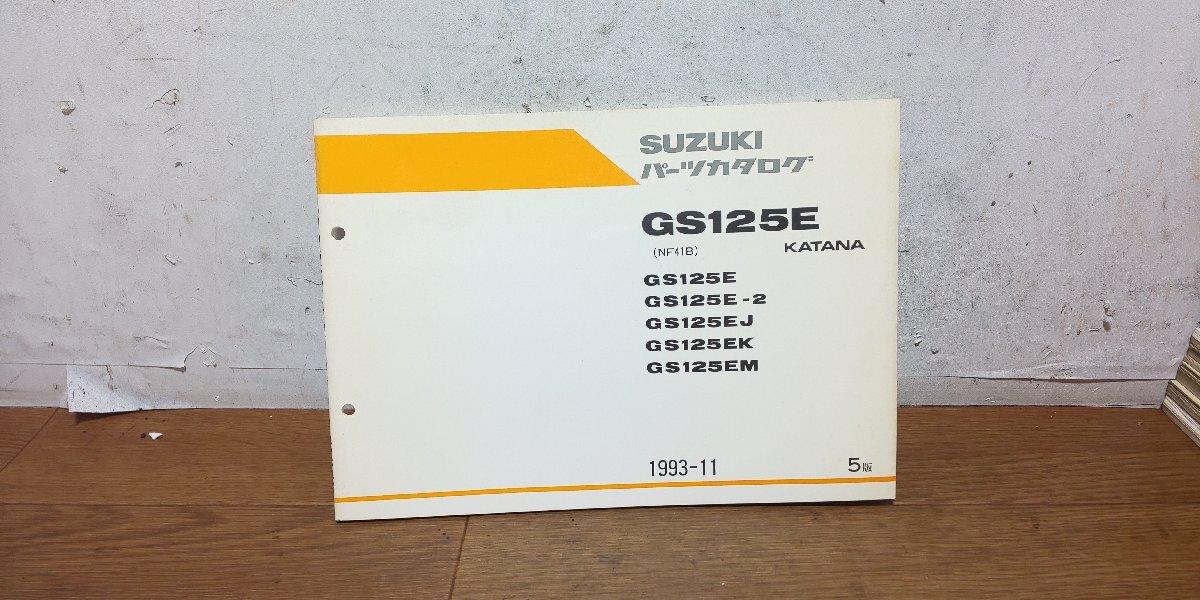 SUZUKI
パーツカタログ
GS125E
(NF41B)
KATANA
GS125E
GS125E-2
GS125EJ
GS125EK
GS125EM
1993-11
5版